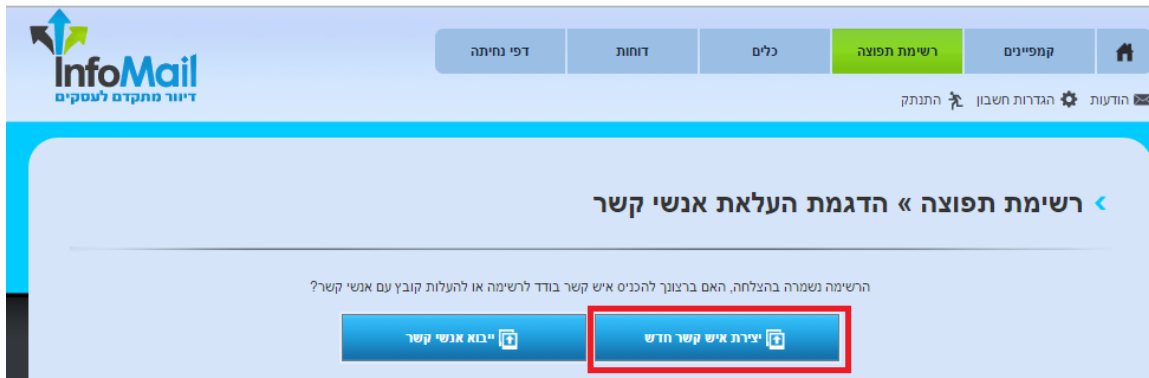 InfoMail
דיוור מתקדם לעסקים
קמפיינים
רשימת תפוצה
כלים
דוחות
דפי נחיתה
הודעות
הגדרות חשבון
התנתק
רשימת תפוצה » הדגמת העלאת אנשי קשר
הרשימה נשמרה בהצלחה, האם ברצונך להכניס איש קשר בודד לרשימה או להעלות קובץ עם אנשי קשר?
יצירת איש קשר חדש
ייבוא אנשי קשר